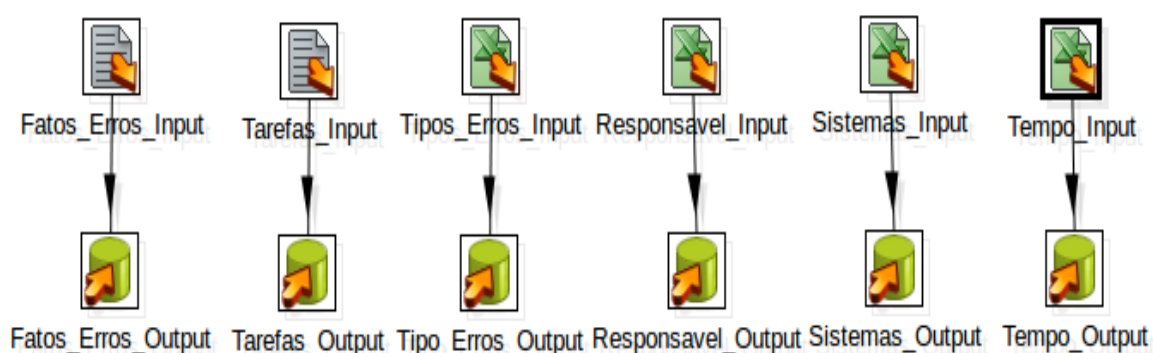 Fatos_Erros_Input
Tarefas_Input
Tipos_Erros_Input
Responsavel_Input
Sistemas_Input
Tempo_Input
Fatos_Erros_Output
Tarefas_Output
Tipo_Erros_Output
Responsavel_Output
Sistemas_Output
Tempo_Output